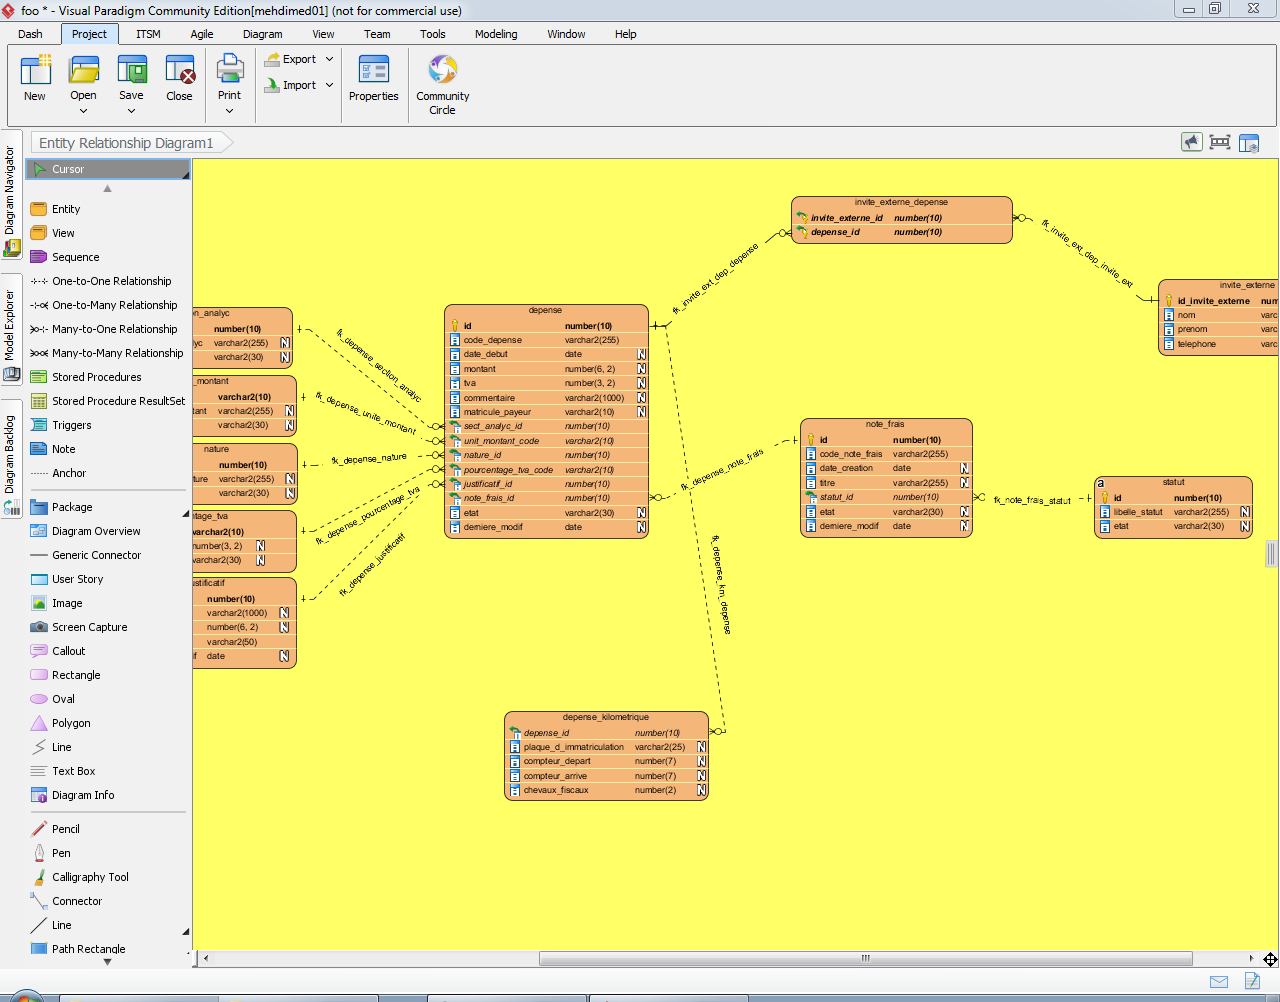 foo * - Visual Paradigm Community Edition[mehdimed01] (not for commercial use)
Dash Project ITSM Agile Diagram View Team Tools Modeling Window Help
New Open Save Close Print Export Import Properties Community Circle
Entity Relationship Diagram1
Diagram Navigator
Model Explorer
Diagram Backlog
Cursor
Entity
View
Sequence
One-to-One Relationship
One-to-Many Relationship
Many-to-One Relationship
Many-to-Many Relationship
Stored Procedures
Stored Procedure ResultSet
Triggers
Note
Anchor
Package
Diagram Overview
Generic Connector
User Story
Image
Screen Capture
Callout
Rectangle
Oval
Polygon
Line
Text Box
Diagram Info
Pencil
Pen
Calligraphy Tool
Connector
Line
Path Rectangle
on_analyc
number(10)
lyc varchar2(255) N
varchar2(30) N
_montant
varchar2(10)
tant varchar2(255) N
varchar2(30) N
nature
number(10)
ture varchar2(255) N
varchar2(30) N
ntage_tva
varchar2(10)
number(3, 2) N
varchar2(30) N
ustificatif
number(10)
varchar2(1000) N
number(6, 2) N
varchar2(50)
if date N
fk_depense_section_analyc
fk_depense_unite_montant
fk_depense_nature
fk_depense_pourcentage_tva
fk_depense_justificatif
depense
id number(10)
code_depense varchar2(255)
date_debut date N
montant number(6, 2) N
tva number(3, 2) N
commentaire varchar2(1000) N
matricule_payeur varchar2(10) N
sect_analyc_id number(10)
unit_montant_code varchar2(10)
nature_id number(10)
pourcentage_tva_code varchar2(10)
justificatif_id number(10)
note_frais_id number(10)
etat varchar2(30) N
derniere_modif date N
fk_invite_ext_dep_depense
fk_depense_note_frais
fk_depense_km_depense
invite_externe_depense
invite_externe_id number(10)
depense_id number(10)
fk_invite_ext_dep_invite_ext
invite_externe
id_invite_externe num
nom varc
prenom varc
telephone varc
note_frais
id number(10)
code_note_frais varchar2(255)
date_creation date N
titre varchar2(255) N
statut_id number(10)
etat varchar2(30) N
derniere_modif date N
fk_note_frais_statut
a statut
id number(10)
libelle_statut varchar2(255) N
etat varchar2(30) N
depense_kilometrique
depense_id number(10)
plaque_d_immatriculation varchar2(25) N
compteur_depart number(7) N
compteur_arrive number(7) N
chevaux_fiscaux number(2) N